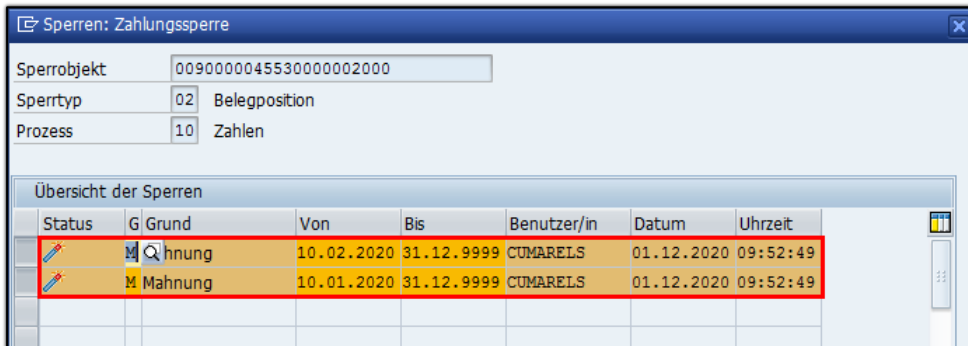 Sperren: Zahlungssperre
Sperrobjekt 0090000045530000002000
Sperrtyp 02 Belegposition
Prozess 10 Zahlen
Übersicht der Sperren
Status G Grund Von Bis Benutzer/in Datum Uhrzeit
M hnung 10.02.2020 31.12.9999 CUMARELS 01.12.2020 09:52:49
M Mahnung 10.01.2020 31.12.9999 CUMARELS 01.12.2020 09:52:49